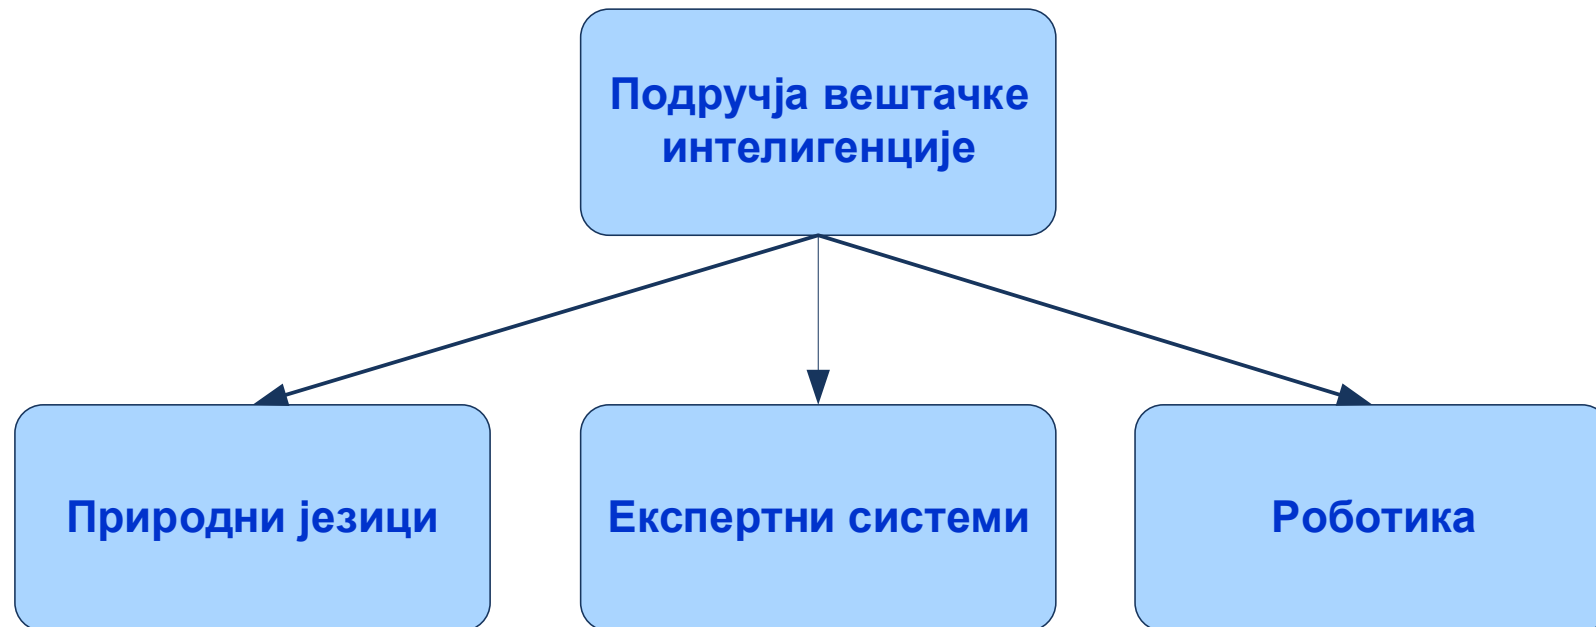 Подручја вештачке
интелигенције
Природни језици
Експертни системи
Роботика